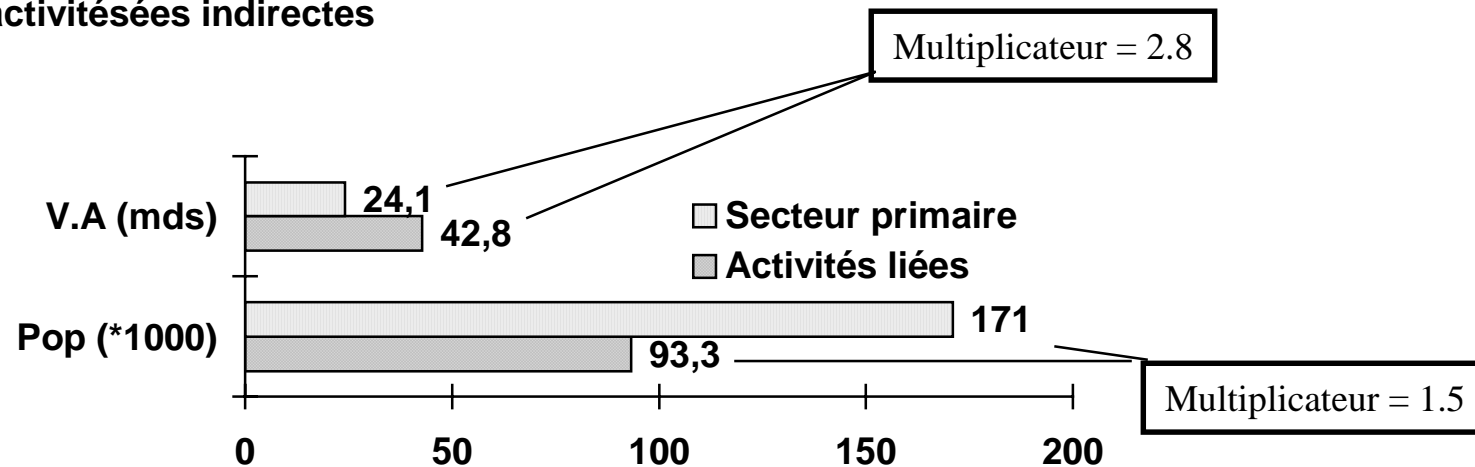 activitésées indirectes
Multiplicateur = 2.8
V.A (mds)
24,1
42,8
Secteur primaire
Activités liées
Pop (*1000)
171
93,3
Multiplicateur = 1.5
0 50 100 150 200